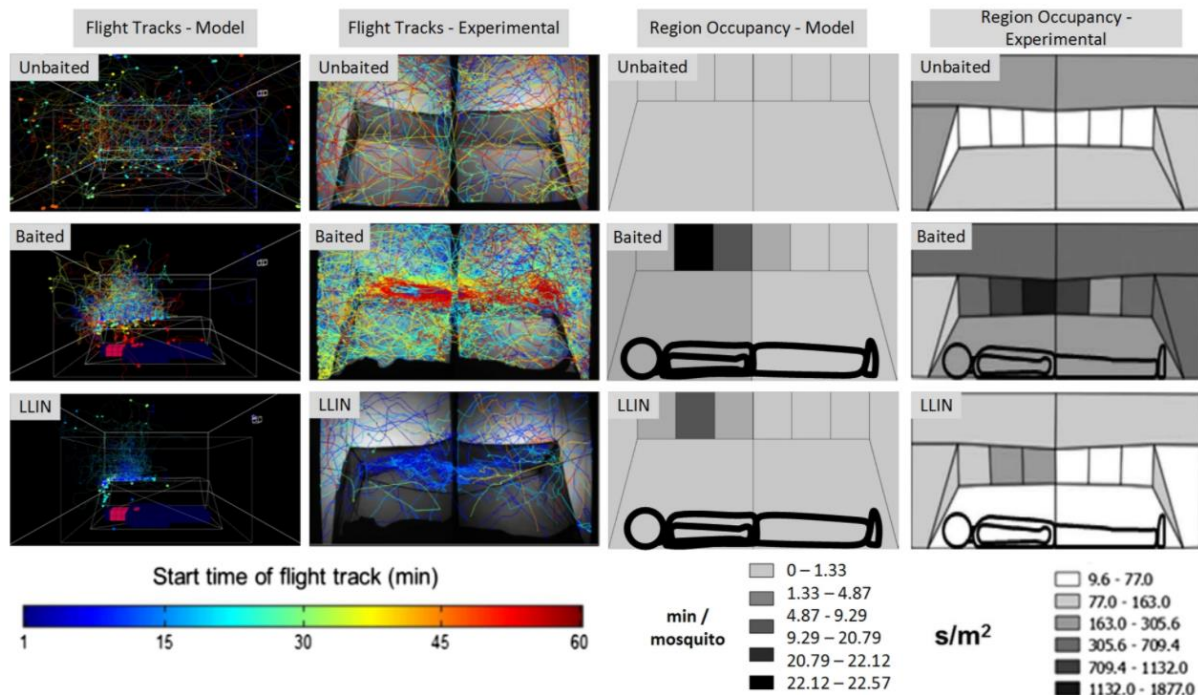 Flight Tracks - Model
Flight Tracks - Experimental
Region Occupancy - Model
Region Occupancy -
Experimental
Unbaited
Unbaited
Unbaited
Unbaited
Baited
Baited
Baited
Baited
LLIN
LLIN
LLIN
LLIN
Start time of flight track (min)
1 15 30 45 60
min /
mosquito
0 – 1.33
1.33 – 4.87
4.87 - 9.29
9.29 - 20.79
20.79 – 22.12
22.12 – 22.57
s/m²
9.6 - 77.0
77.0 - 163.0
163.0 - 305.6
305.6 - 709.4
709.4 - 1132.0
1132.0 - 1877.0